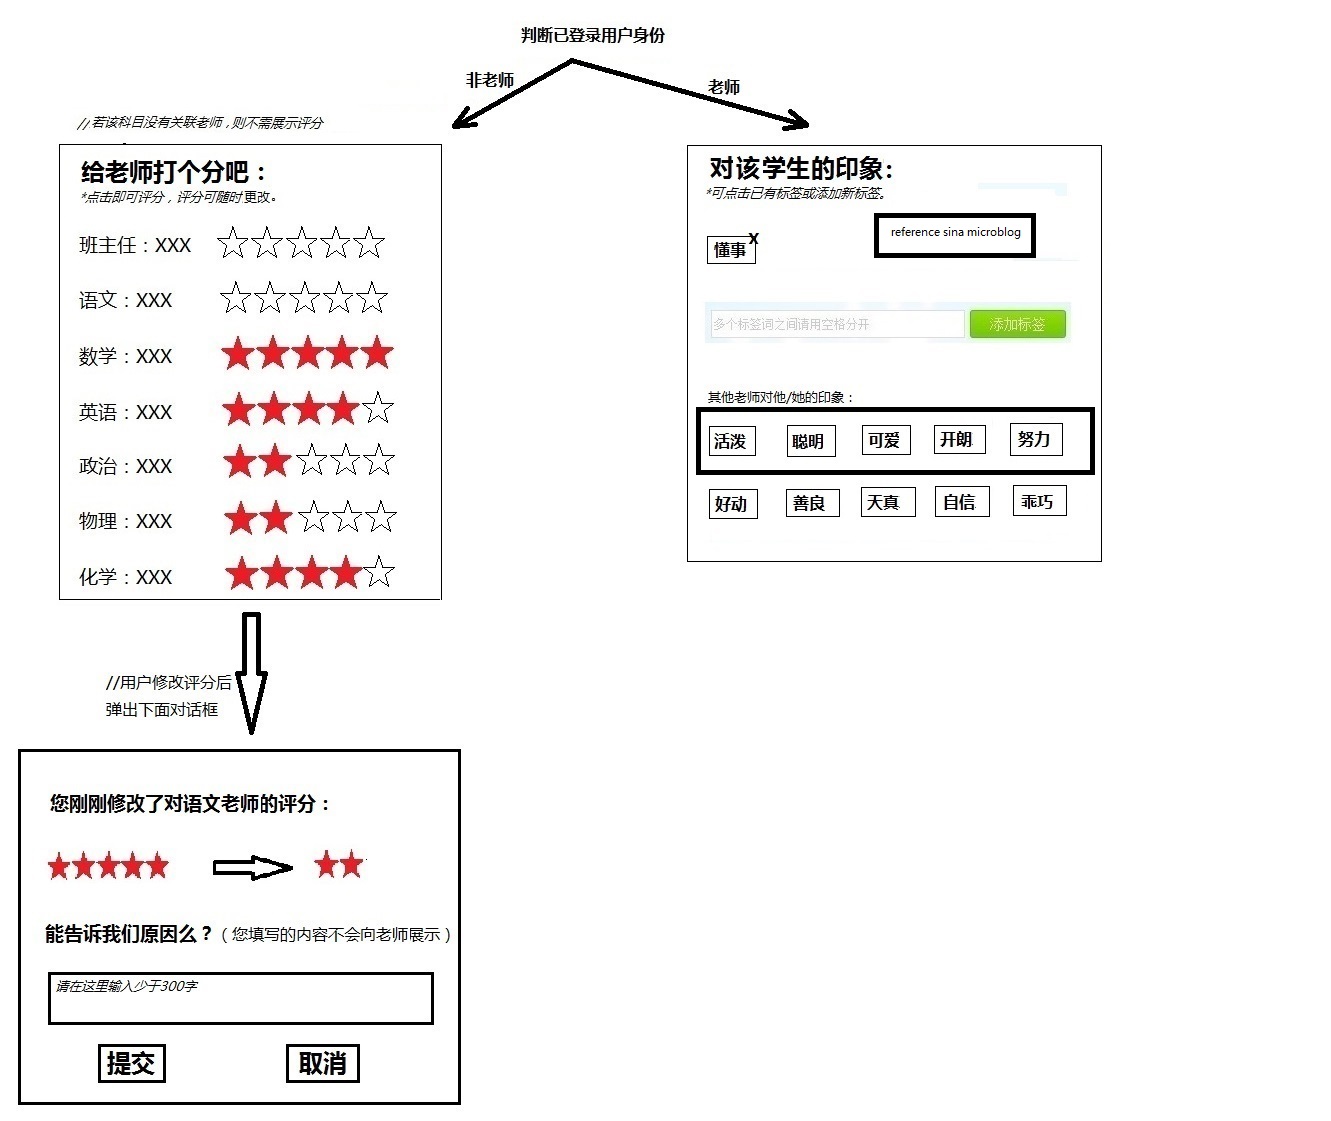 判断已登录用户身份
非老师
老师
//若该科目没有关联老师，则不需展示评分
给老师打个分吧：
*点击即可评分，评分可随时更改。
班主任：XXX
语文：XXX
数学：XXX
英语：XXX
政治：XXX
物理：XXX
化学：XXX
//用户修改评分后
弹出下面对话框
您刚刚修改了对语文老师的评分：
能告诉我们原因么？（您填写的内容不会向老师展示）
请在这里输入少于300字
提交 取消
对该学生的印象：
*可点击已有标签或添加新标签。
懂事 X
reference sina microblog
多个标签词之间请用空格分开 添加标签
其他老师对他/她的印象：
活泼 聪明 可爱 开朗 努力
好动 善良 天真 自信 乖巧